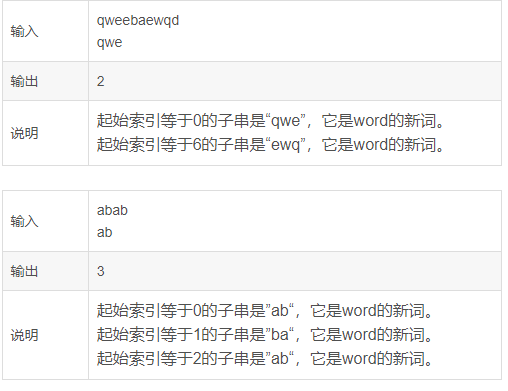 输入
qweebaewqd
qwe
输出
2
说明
起始索引等于0的子串是“qwe”，它是word的新词。
起始索引等于6的子串是“ewq”，它是word的新词。
输入
abab
ab
输出
3
说明
起始索引等于0的子串是”ab“，它是word的新词。
起始索引等于1的子串是”ba“，它是word的新词。
起始索引等于2的子串是”ab“，它是word的新词。